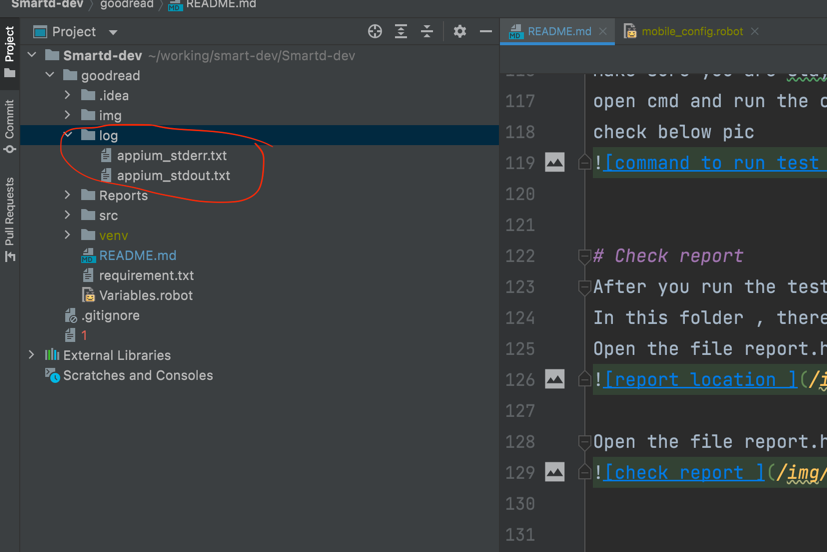 Smartd-dev goodread README.md
Project
Commit
Pull Requests
Project
Smartd-dev ~/working/smart-dev/Smartd-dev
goodread
.idea
img
log
appium_stderr.txt
appium_stdout.txt
Reports
src
venv
README.md
requirement.txt
Variables.robot
.gitignore
1
External Libraries
Scratches and Consoles
README.md
mobile_config.robot
117 open cmd and run the
118 check below pic
119 ![command to run test
120
121
122 # Check report
123 After you run the test
124 In this folder , there
125 Open the file report.h
126 ![report location ](/i
127
128 Open the file report.h
129 ![check report ](/img/
130
131